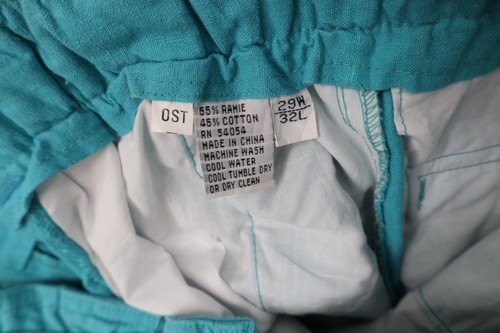 OST
55% RAMIE
45% COTTON
RN 54054
MADE IN CHINA
MACHINE WASH
COOL WATER
COOL TUMBLE DRY
OR DRY CLEAN
29W
32L